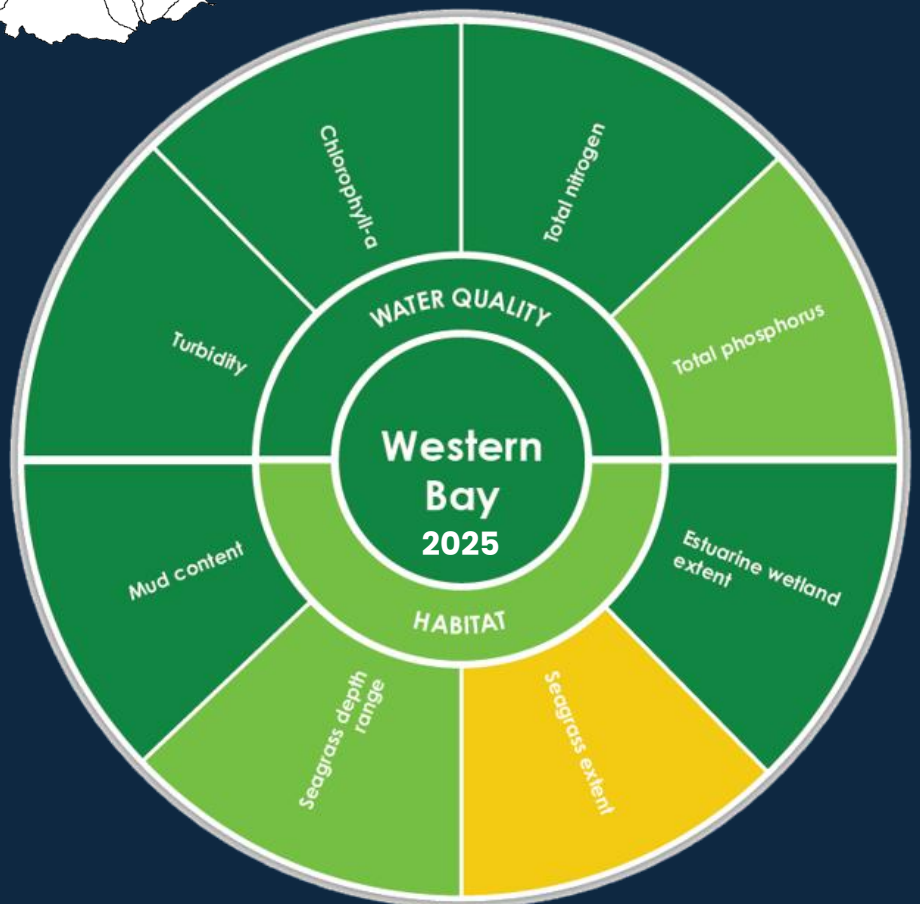 Chlorophyll-a
Total nitrogen
Total phosphorus
Turbidity
WATER QUALITY
Western
Bay
2025
HABITAT
Mud content
Estuarine wetland
extent
Seagrass depth
range
Seagrass extent